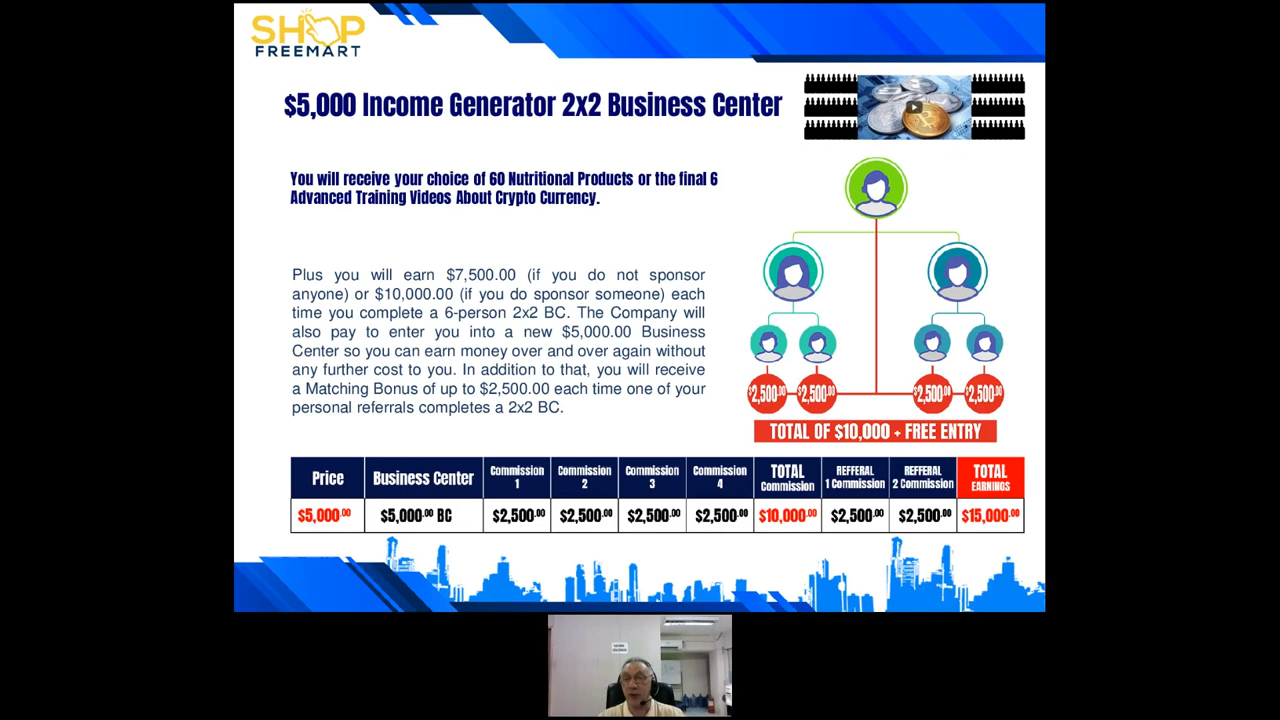 SHOP
FREEMART
$5,000 Income Generator 2x2 Business Center
You will receive your choice of 60 Nutritional Products or the final 6
Advanced Training Videos About Crypto Currency.
Plus you will earn $7,500.00 (if you do not sponsor
anyone) or $10,000.00 (if you do sponsor someone) each
time you complete a 6-person 2x2 BC. The Company will
also pay to enter you into a new $5,000.00 Business
Center so you can earn money over and over again without
any further cost to you. In addition to that, you will receive
a Matching Bonus of up to $2,500.00 each time one of your
personal referrals completes a 2x2 BC.
$2,500.00 $2,500.00 $2,500.00 $2,500.00
TOTAL OF $10,000 + FREE ENTRY
Price Business Center Commission 1 Commission 2 Commission 3 Commission 4 TOTAL Commission REFFERAL 1 Commission REFFERAL 2 Commission TOTAL EARNINGS
$5,000.00 $5,000.00 BC $2,500.00 $2,500.00 $2,500.00 $2,500.00 $10,000.00 $2,500.00 $2,500.00 $15,000.00